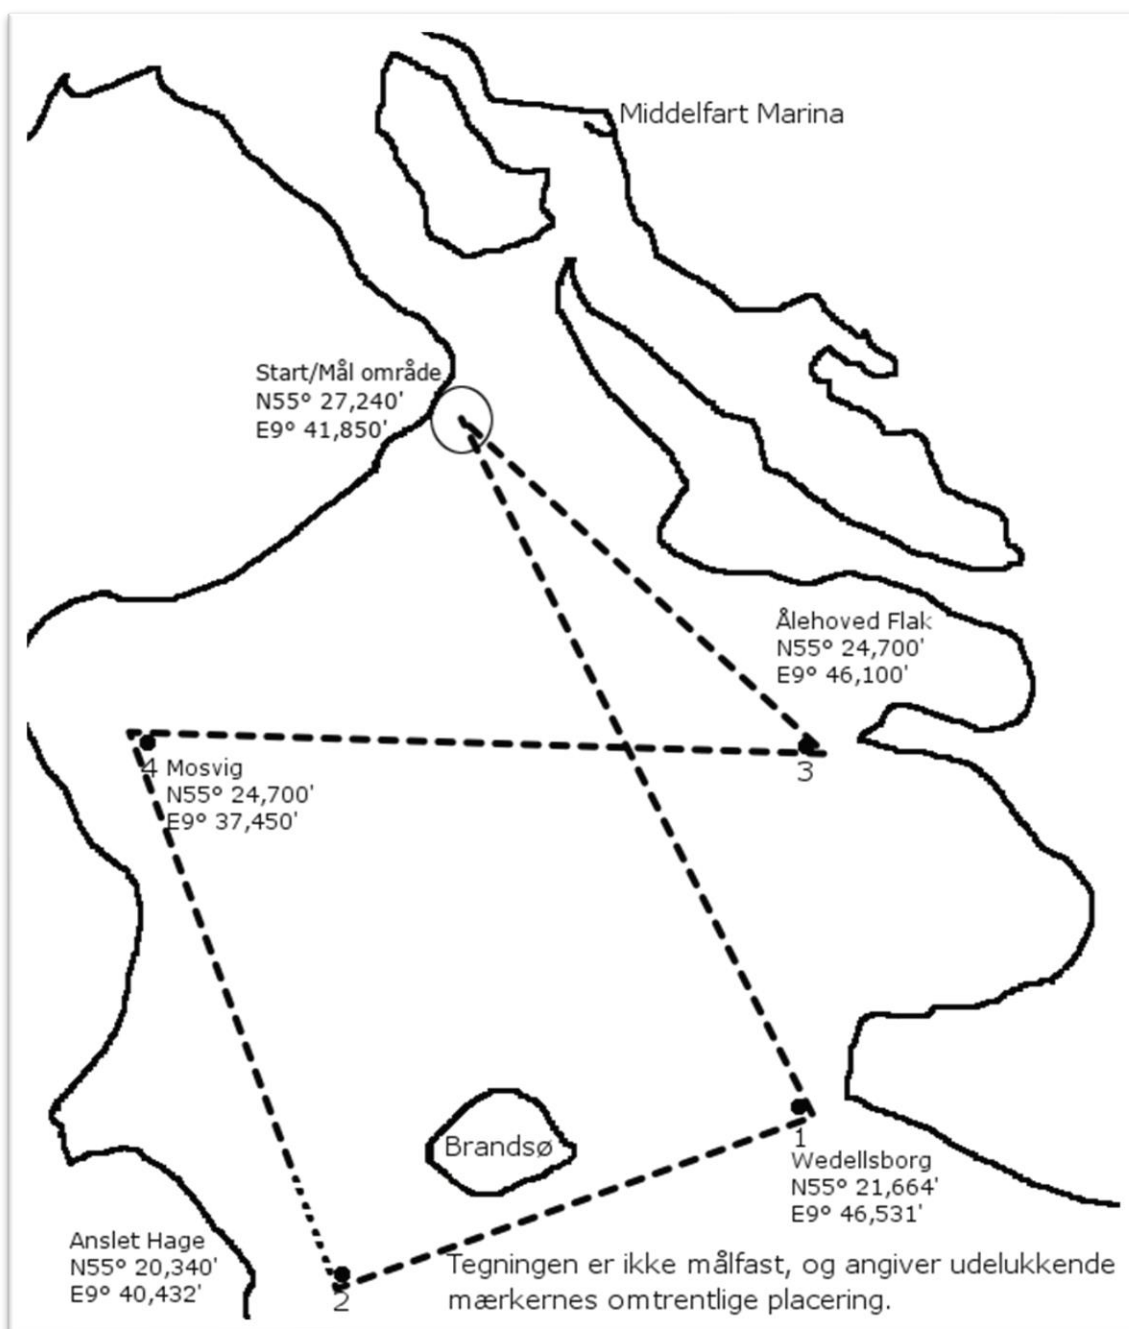 Middelfart Marina
Start/Mål område
N55° 27,240'
E9° 41,850'
Ålehoved Flak
N55° 24,700'
E9° 46,100'
3
4 Mosvig
N55° 24,700'
E9° 37,450'
Brandsø
1
Wedellsborg
N55° 21,664'
E9° 46,531'
Anslet Hage
N55° 20,340'
E9° 40,432'
2
Tegningen er ikke målfast, og angiver udelukkende
mærkernes omtrentlige placering.